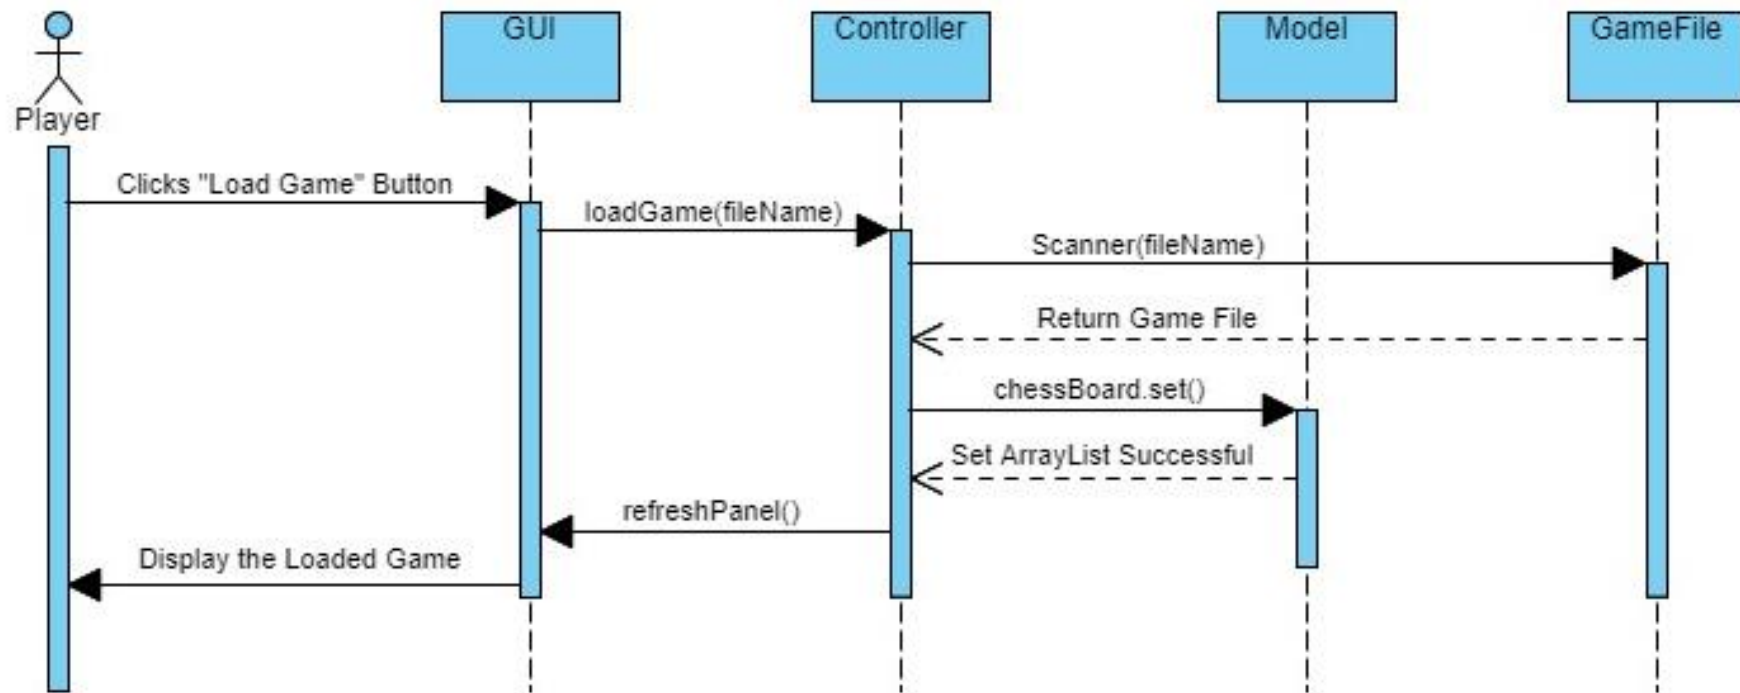 GUI
Controller
Model
GameFile
Player
Clicks "Load Game" Button
loadGame(fileName)
Scanner(fileName)
Return Game File
chessBoard.set()
Set ArrayList Successful
refreshPanel()
Display the Loaded Game